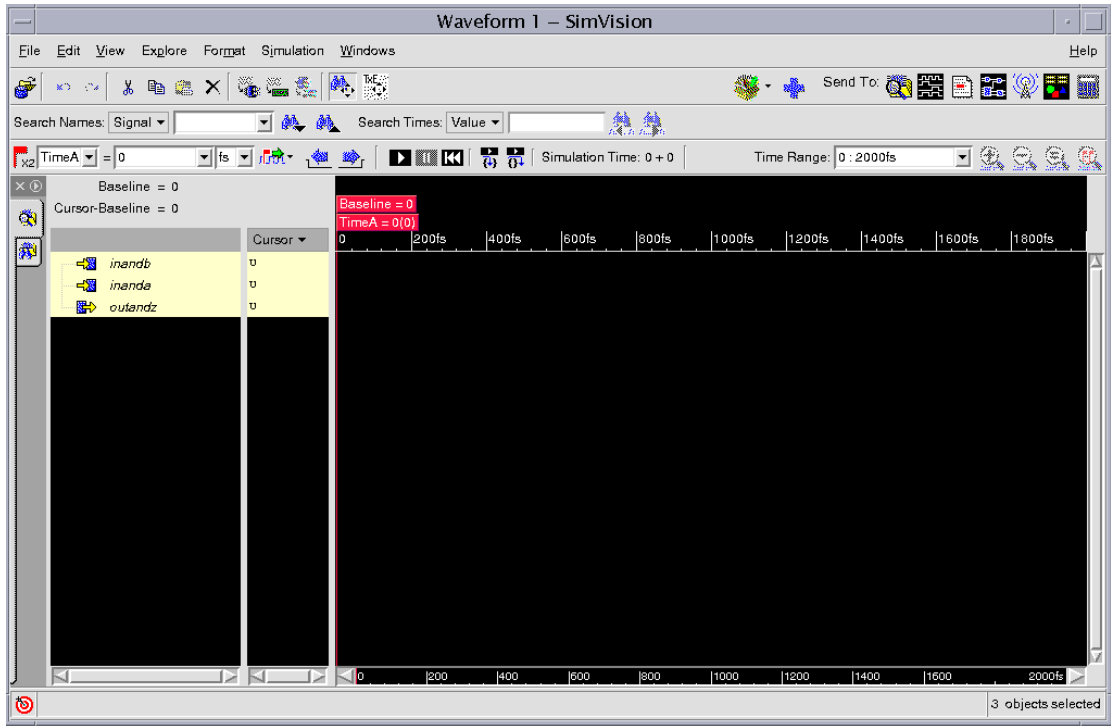 Waveform 1 – SimVision
File Edit View Explore Format Simulation Windows Help
TxE Send To:
Search Names: Signal Search Times: Value
x2 TimeA = 0 fs Simulation Time: 0 + 0 Time Range: 0 : 2000fs
Baseline = 0
Cursor-Baseline = 0
Baseline = 0
TimeA = 0(0)
Cursor 0 200fs 400fs 600fs 800fs 1000fs 1200fs 1400fs 1600fs 1800fs
inandb U
inanda U
outandz U
0 200 400 600 800 1000 1200 1400 1600 2000fs
3 objects selected